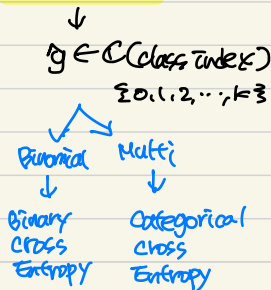 ŷ ∈ C(class index)
{0,1,2,...,k}
Binomial Multi
Binary Categorical
Cross Cross
Entropy Entropy